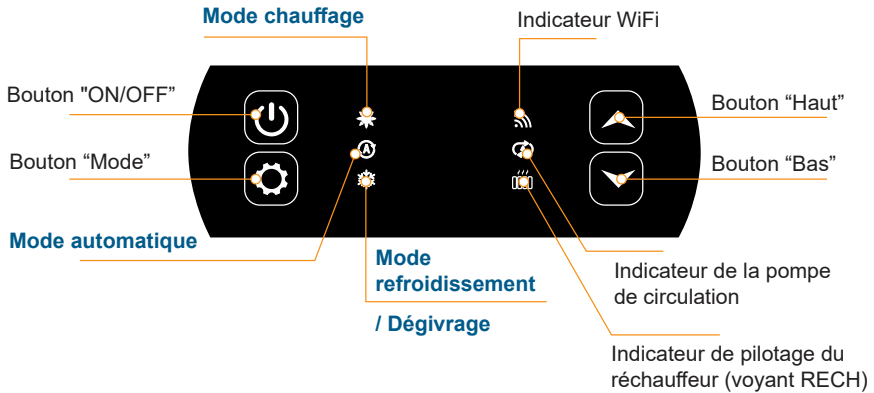 Mode chauffage
Indicateur WiFi
Bouton "ON/OFF”
Bouton “Haut”
Bouton “Mode”
Bouton “Bas”
A
Mode automatique
Mode
refroidissement
/ Dégivrage
Indicateur de la pompe
de circulation
Indicateur de pilotage du
réchauffeur (voyant RECH)